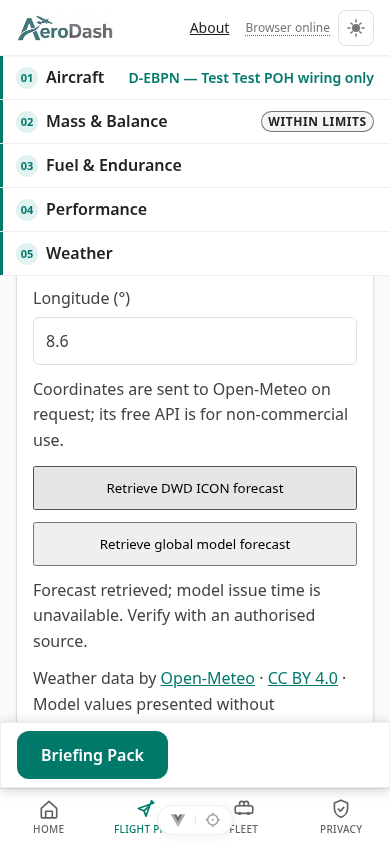 AeroDash
About
Browser online
01 Aircraft D-EBPN — Test Test POH wiring only
02 Mass & Balance WITHIN LIMITS
03 Fuel & Endurance
04 Performance
05 Weather
Longitude (°)
8.6
Coordinates are sent to Open-Meteo on
request; its free API is for non-commercial
use.
Retrieve DWD ICON forecast
Retrieve global model forecast
Forecast retrieved; model issue time is
unavailable. Verify with an authorised
source.
Weather data by Open-Meteo · CC BY 4.0 ·
Model values presented without
Briefing Pack
HOME
FLIGHT
FLEET
PRIVACY